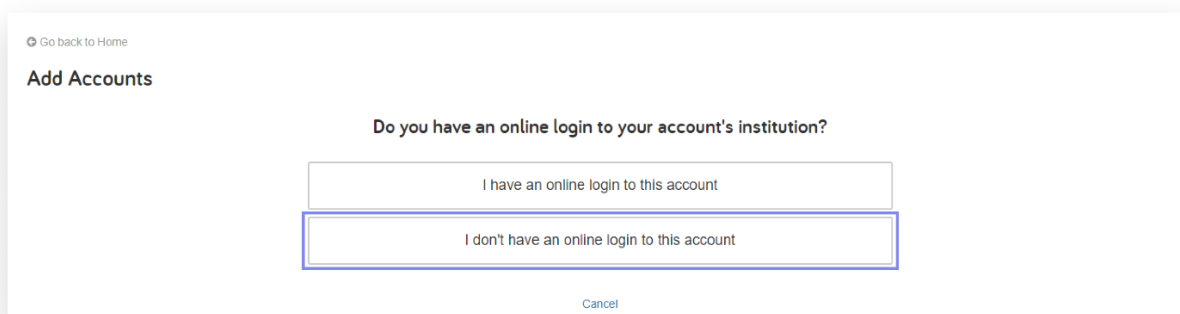 Go back to Home
Add Accounts
Do you have an online login to your account's institution?
I have an online login to this account
I don't have an online login to this account
Cancel